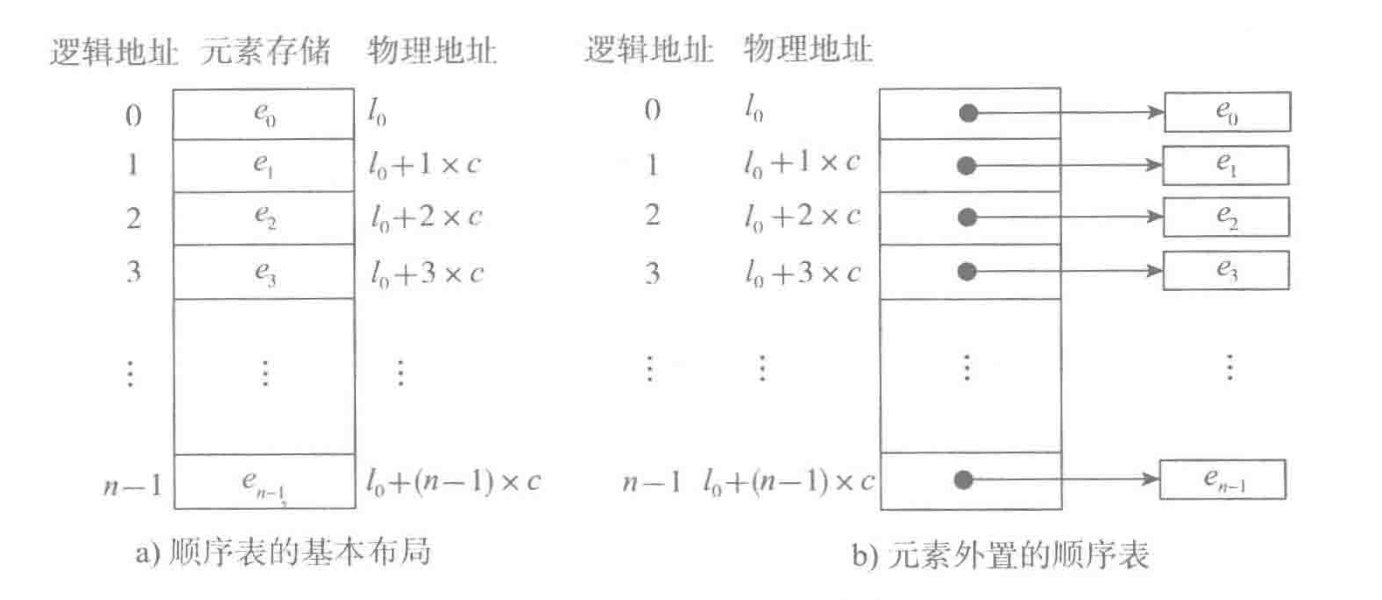 逻辑地址 元素存储 物理地址 逻辑地址 物理地址
0 e₀ l₀ 0 l₀ e₀
1 e₁ l₀+1×c 1 l₀+1×c e₁
2 e₂ l₀+2×c 2 l₀+2×c e₂
3 e₃ l₀+3×c 3 l₀+3×c e₃
⋮ ⋮ ⋮ ⋮ ⋮ ⋮ ⋮
n−1 eₙ₋₁ l₀+(n−1)×c n−1 l₀+(n−1)×c eₙ₋₁
a) 顺序表的基本布局 b) 元素外置的顺序表